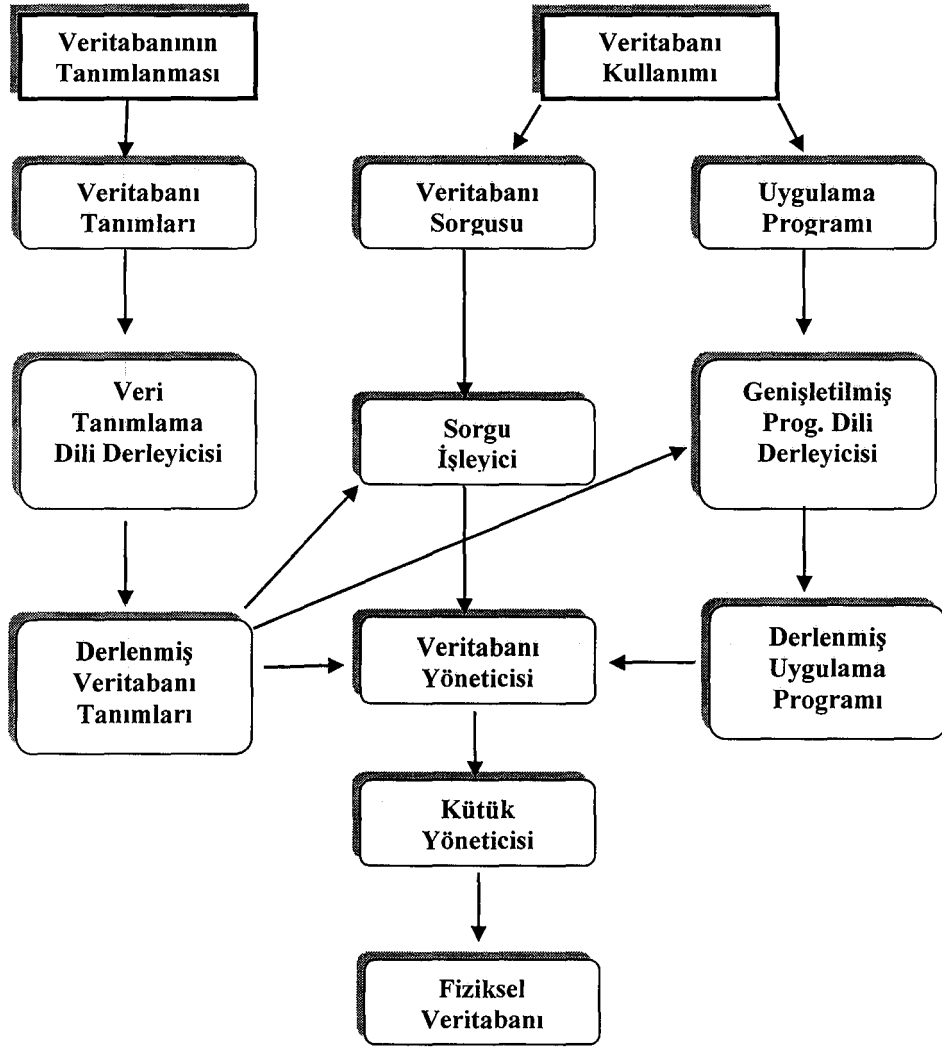 Veritabanının
Tanımlanması
Veritabanı
Kullanımı
Veritabanı
Tanımları
Veritabanı
Sorgusu
Uygulama
Programı
Veri
Tanımlama
Dili Derleyicisi
Sorgu
İşleyici
Genişletilmiş
Prog. Dili
Derleyicisi
Derlenmiş
Veritabanı
Tanımları
Veritabanı
Yöneticisi
Derlenmiş
Uygulama
Programı
Kütük
Yöneticisi
Fiziksel
Veritabanı